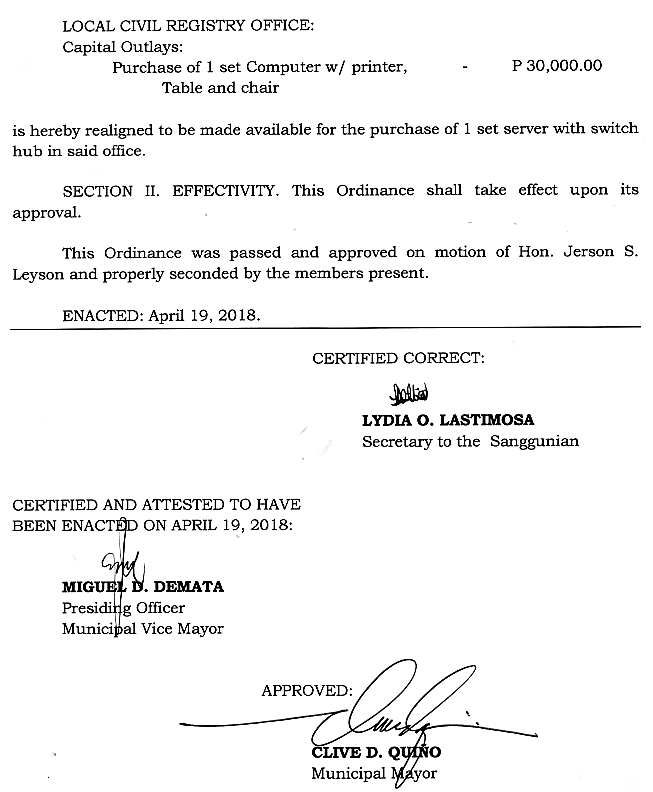 LOCAL CIVIL REGISTRY OFFICE:
Capital Outlays:
Purchase of 1 set Computer w/ printer, - P 30,000.00
Table and chair
is hereby realigned to be made available for the purchase of 1 set server with switch
hub in said office.
SECTION II. EFFECTIVITY. This Ordinance shall take effect upon its
approval.
This Ordinance was passed and approved on motion of Hon. Jerson S.
Leyson and properly seconded by the members present.
ENACTED: April 19, 2018.
CERTIFIED CORRECT:
LYDIA O. LASTIMOSA
Secretary to the Sanggunian
CERTIFIED AND ATTESTED TO HAVE
BEEN ENACTED ON APRIL 19, 2018:
MIGUEL D. DEMATA
Presiding Officer
Municipal Vice Mayor
APPROVED:
CLIVE D. QUIÑO
Municipal Mayor